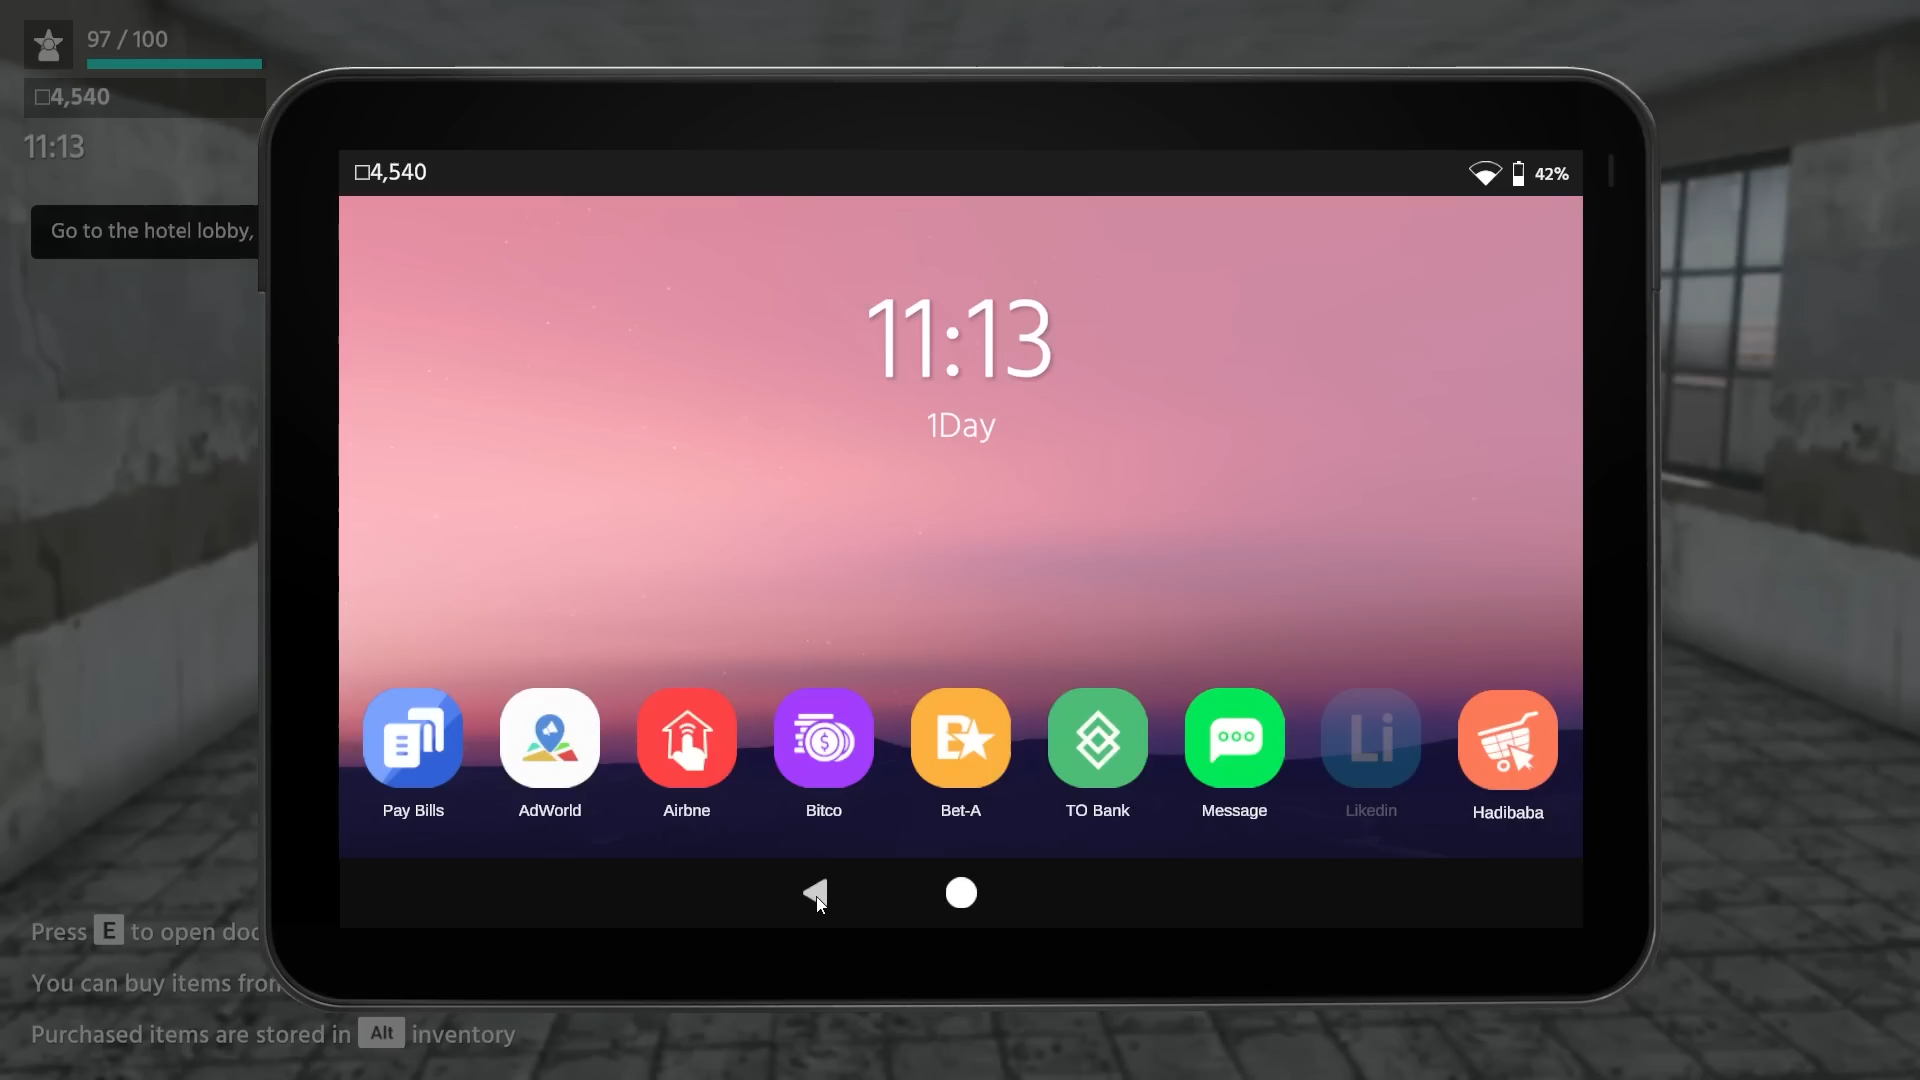 97 / 100
□4,540
11:13
Go to the hotel lobby,
□4,540
42%
11:13
1Day
Li
Pay Bills
AdWorld
Airbne
Bitco
Bet-A
TO Bank
Message
Likedin
Hadibaba
Press E to open
You can buy items
Purchased items are stored in Alt inventory